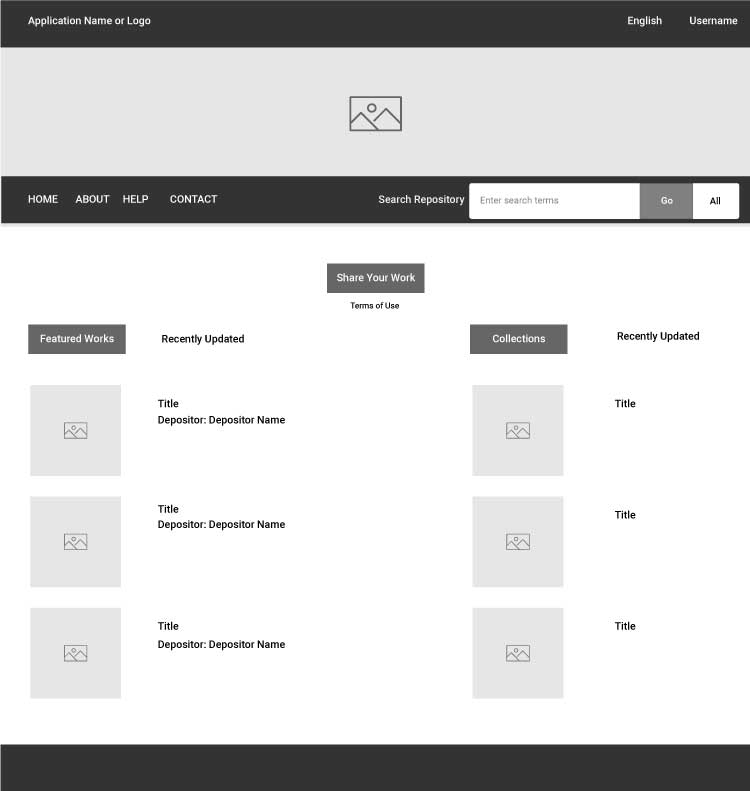 Application Name or Logo English Username
HOME ABOUT HELP CONTACT Search Repository Enter search terms Go All
Share Your Work
Terms of Use
Featured Works Recently Updated Collections Recently Updated
Title Title
Depositor: Depositor Name
Title Title
Depositor: Depositor Name
Title Title
Depositor: Depositor Name